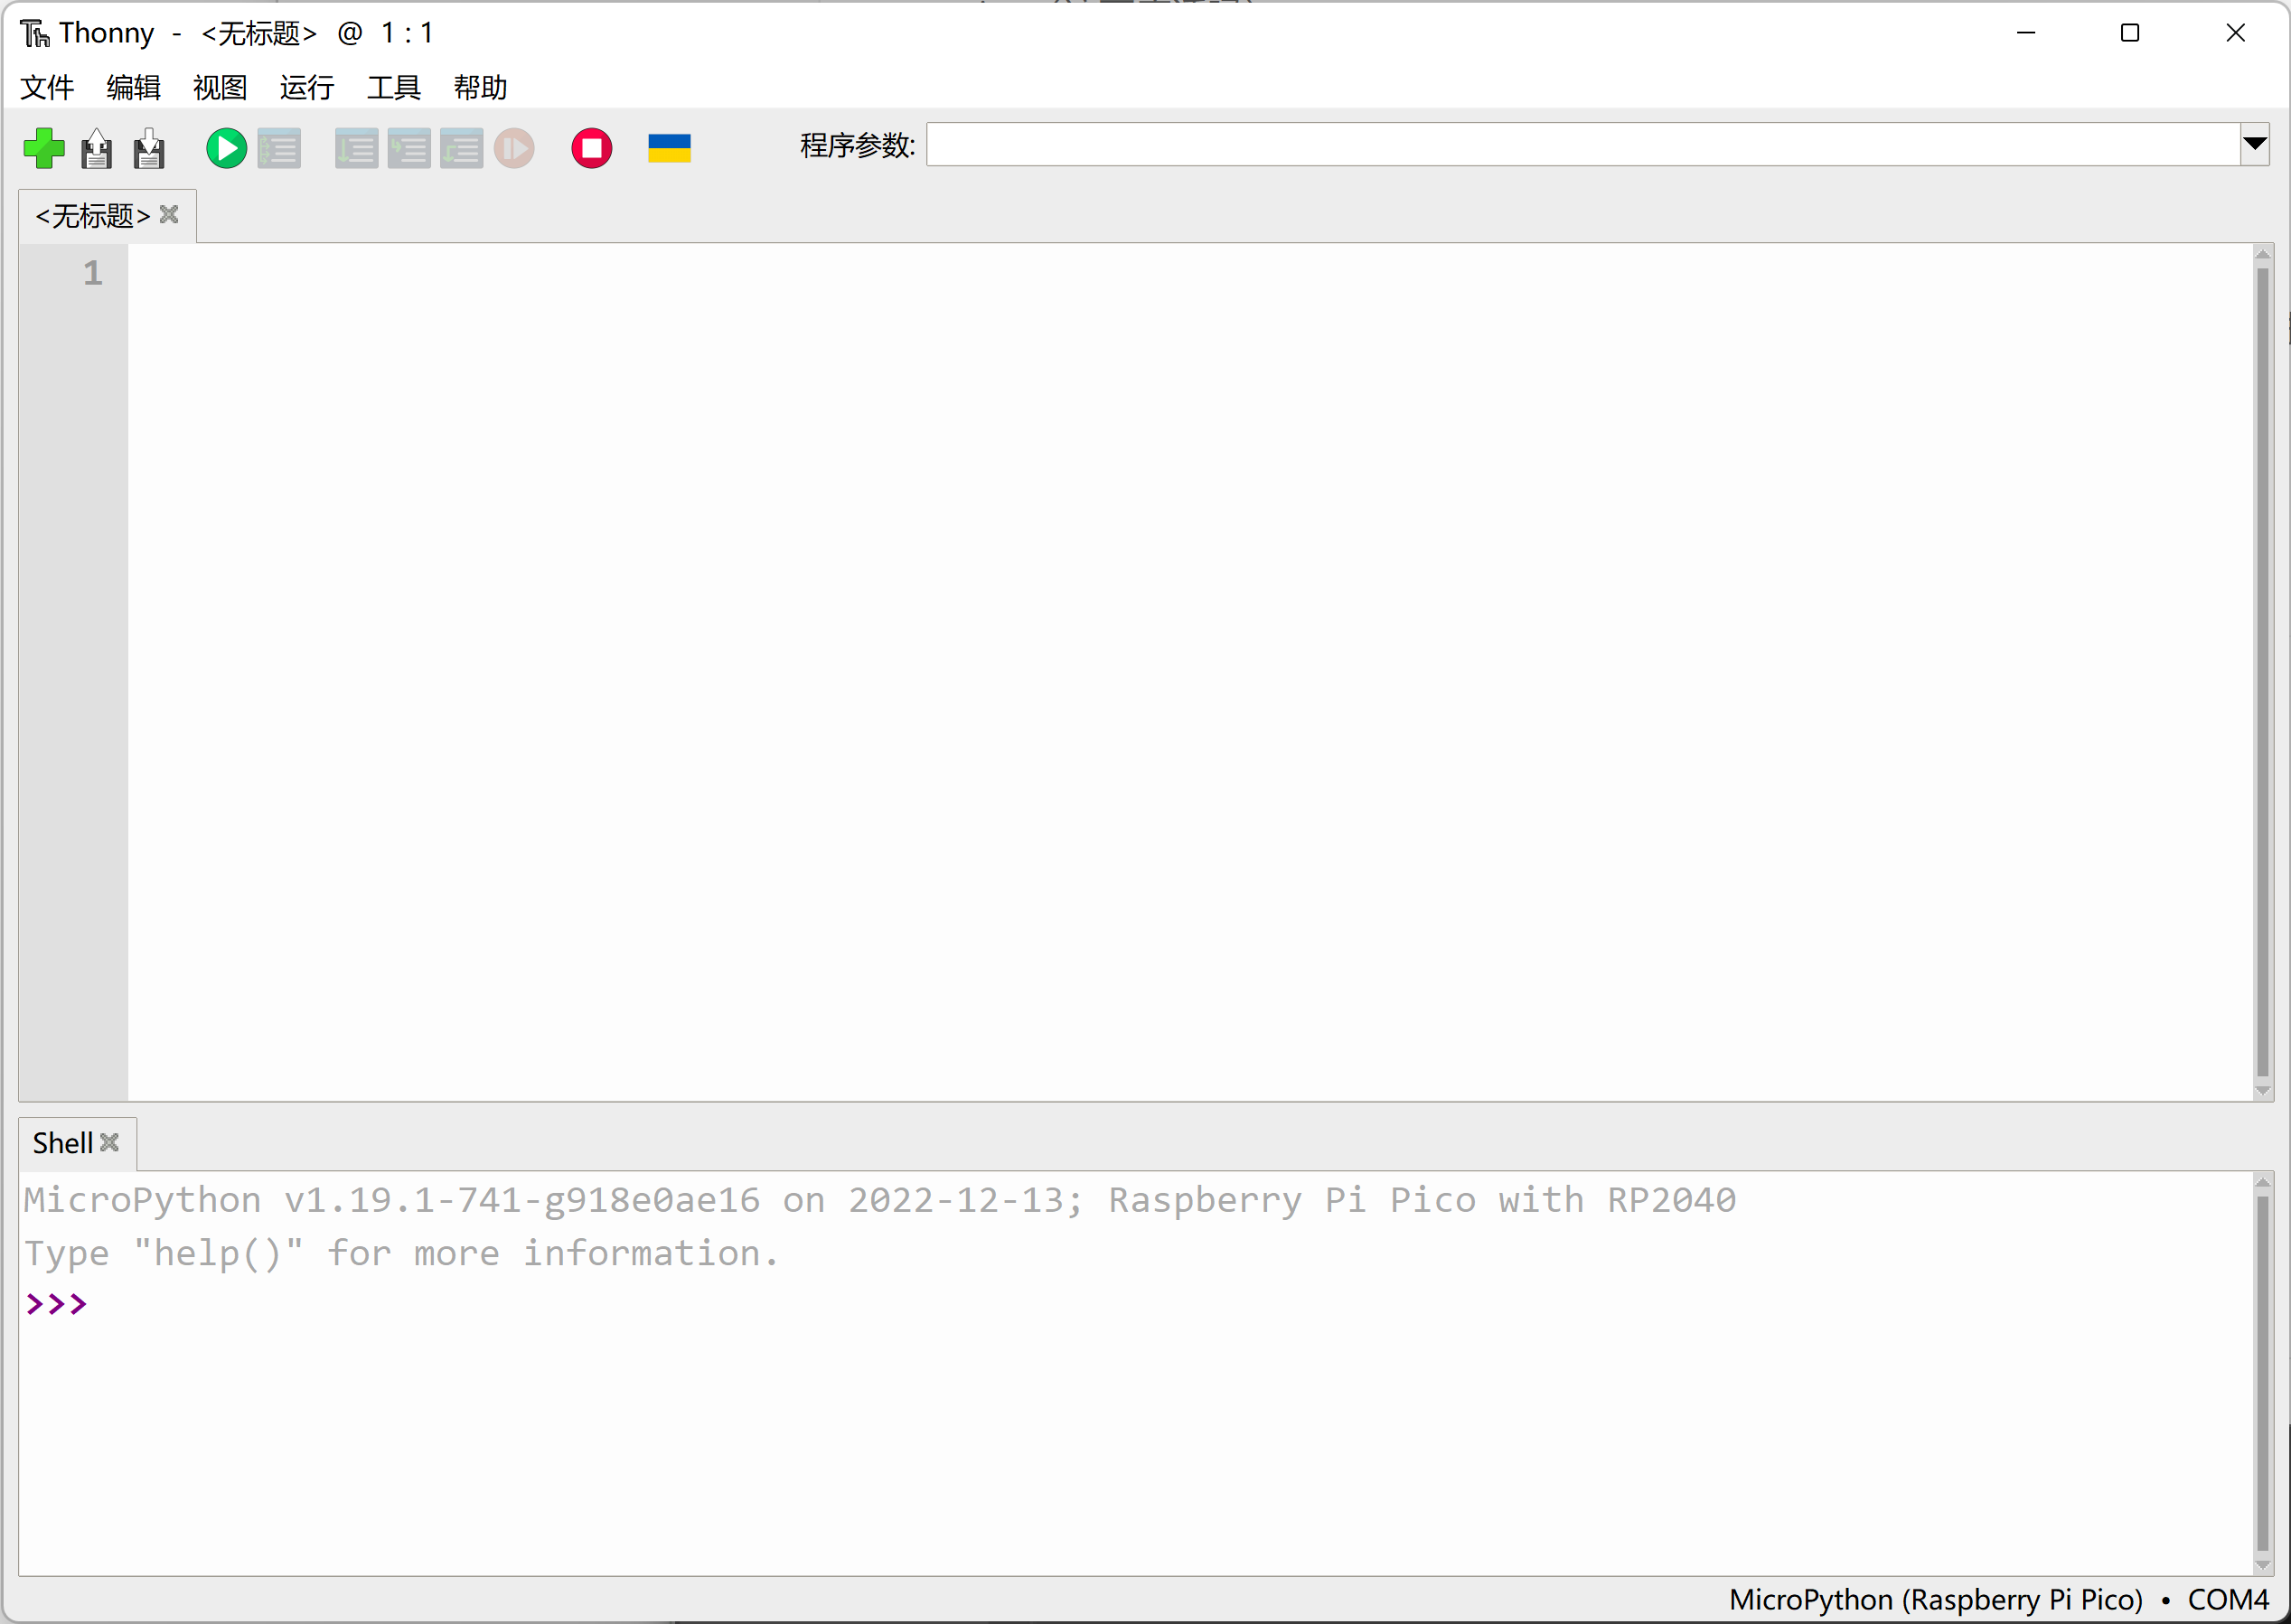 Thonny - <无标题> @ 1 : 1
文件 编辑 视图 运行 工具 帮助
程序参数:
<无标题>
1
Shell
MicroPython v1.19.1-741-g918e0ae16 on 2022-12-13; Raspberry Pi Pico with RP2040
Type "help()" for more information.
>>>
MicroPython (Raspberry Pi Pico) • COM4